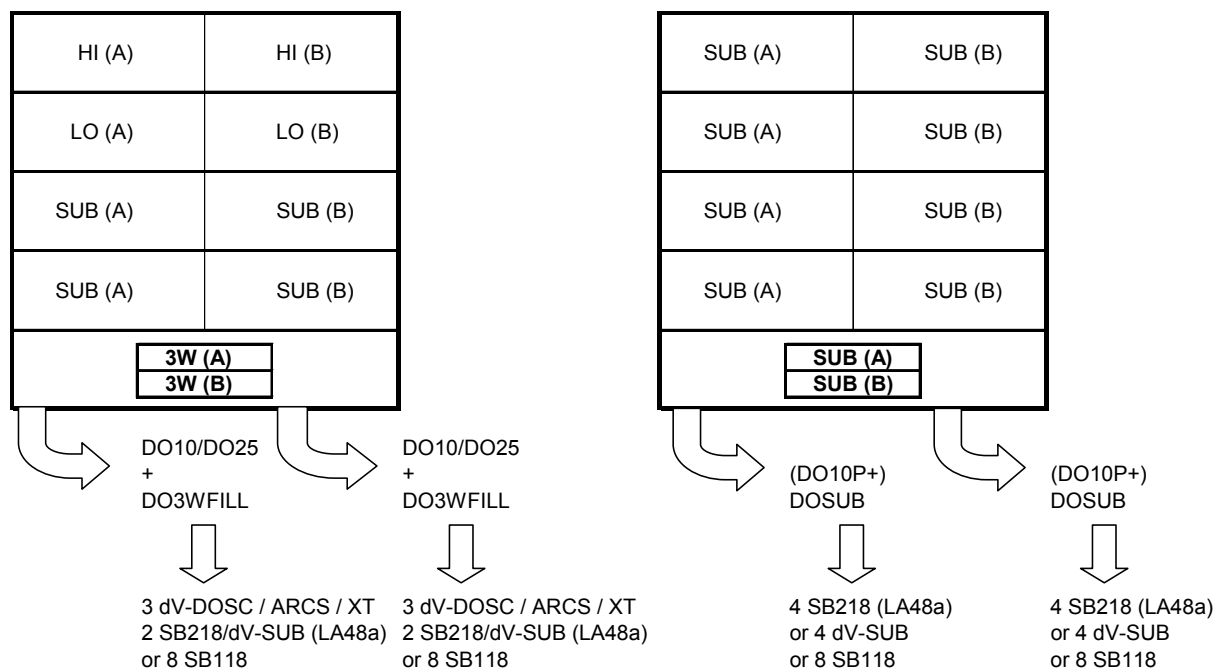 HI (A) HI (B)
LO (A) LO (B)
SUB (A) SUB (B)
SUB (A) SUB (B)
3W (A)
3W (B)
DO10/DO25
+
DO3WFILL
3 dV-DOSC / ARCS / XT
2 SB218/dV-SUB (LA48a)
or 8 SB118
DO10/DO25
+
DO3WFILL
3 dV-DOSC / ARCS / XT
2 SB218/dV-SUB (LA48a)
or 8 SB118
SUB (A) SUB (B)
SUB (A) SUB (B)
SUB (A) SUB (B)
SUB (A) SUB (B)
SUB (A)
SUB (B)
(DO10P+)
DOSUB
4 SB218 (LA48a)
or 4 dV-SUB
or 8 SB118
(DO10P+)
DOSUB
4 SB218 (LA48a)
or 4 dV-SUB
or 8 SB118